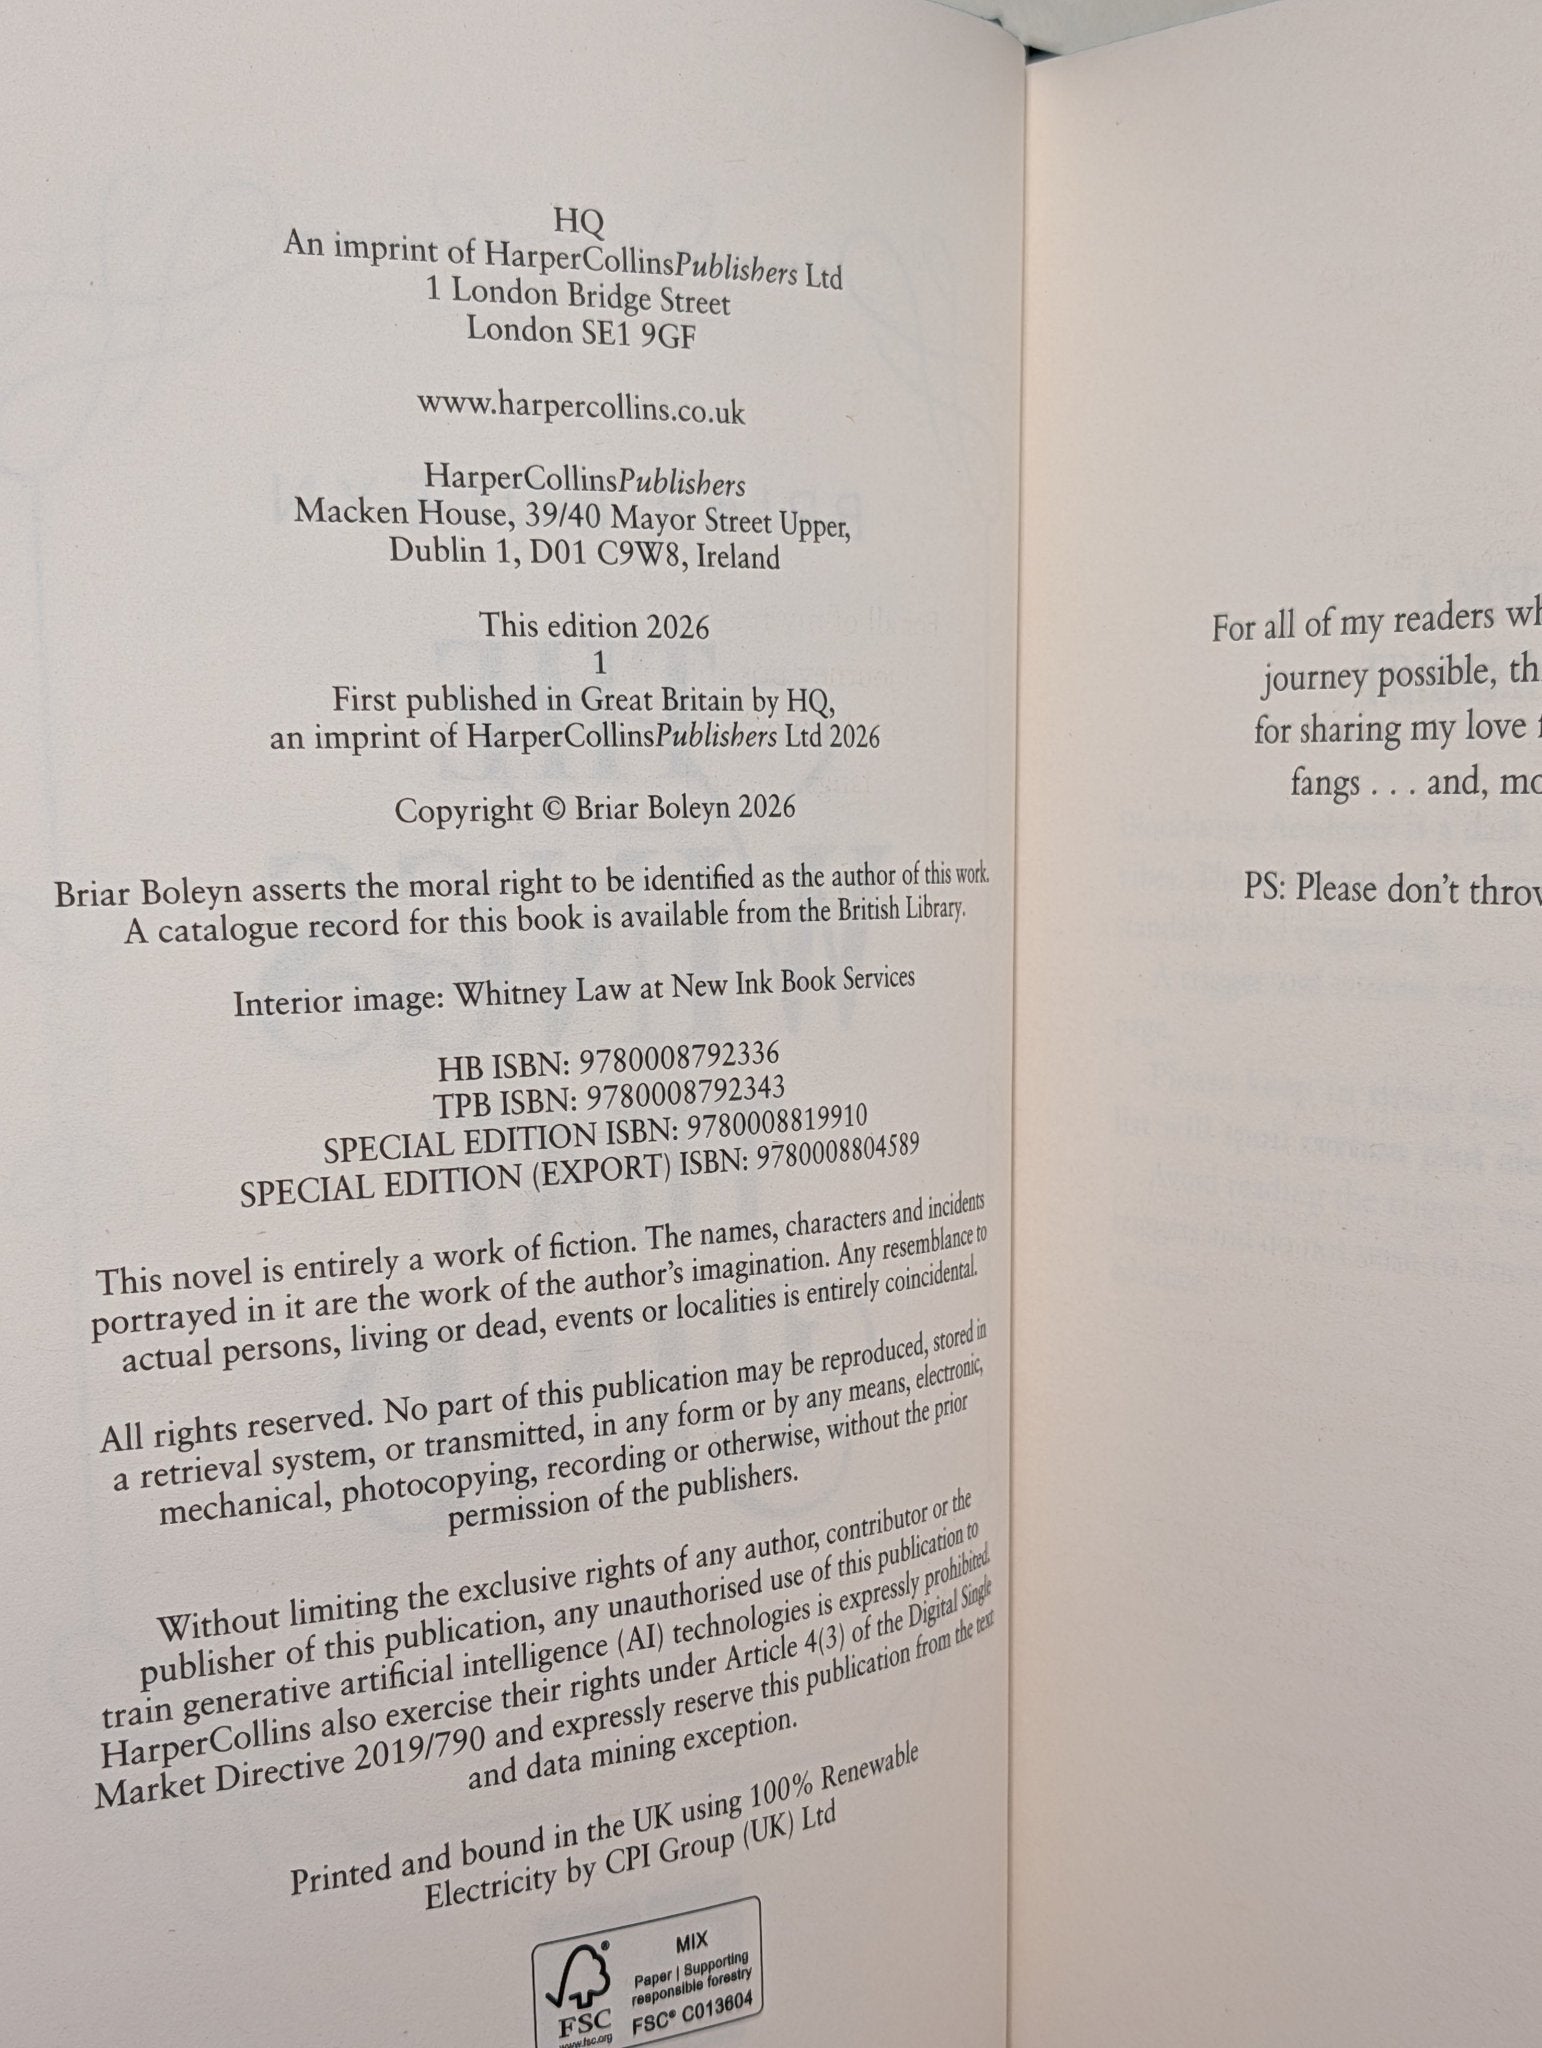 HQ
An imprint of HarperCollinsPublishers Ltd
1 London Bridge Street
London SE1 9GF
www.harpercollins.co.uk
HarperCollinsPublishers
Macken House, 39/40 Mayor Street Upper,
Dublin 1, D01 C9W8, Ireland
This edition 2026
1
First published in Great Britain by HQ,
an imprint of HarperCollinsPublishers Ltd 2026
Copyright © Briar Boleyn 2026
Briar Boleyn asserts the moral right to be identified as the author of this work.
A catalogue record for this book is available from the British Library.
Interior image: Whitney Law at New Ink Book Services
HB ISBN: 9780008792336
TPB ISBN: 9780008792343
SPECIAL EDITION ISBN: 9780008819910
SPECIAL EDITION (EXPORT) ISBN: 9780008804589
This novel is entirely a work of fiction. The names, characters and incidents
portrayed in it are the work of the author's imagination. Any resemblance to
actual persons, living or dead, events or localities is entirely coincidental.
All rights reserved. No part of this publication may be reproduced, stored in
a retrieval system, or transmitted, in any form or by any means, electronic,
mechanical, photocopying, recording or otherwise, without the prior
permission of the publishers.
Without limiting the exclusive rights of any author, contributor or the
publisher of this publication, any unauthorised use of this publication to
train generative artificial intelligence (AI) technologies is expressly prohibited.
HarperCollins also exercise their rights under Article 4(3) of the Digital Single
Market Directive 2019/790 and expressly reserve this publication from the text
and data mining exception.
Printed and bound in the UK using 100% Renewable
Electricity by CPI Group (UK) Ltd
MIX
Paper | Supporting
responsible forestry
FSC® C013604
FSC
www.fsc.org
For all of my readers
journey possible,
for sharing my love
fangs . . . and,
PS: Please don't